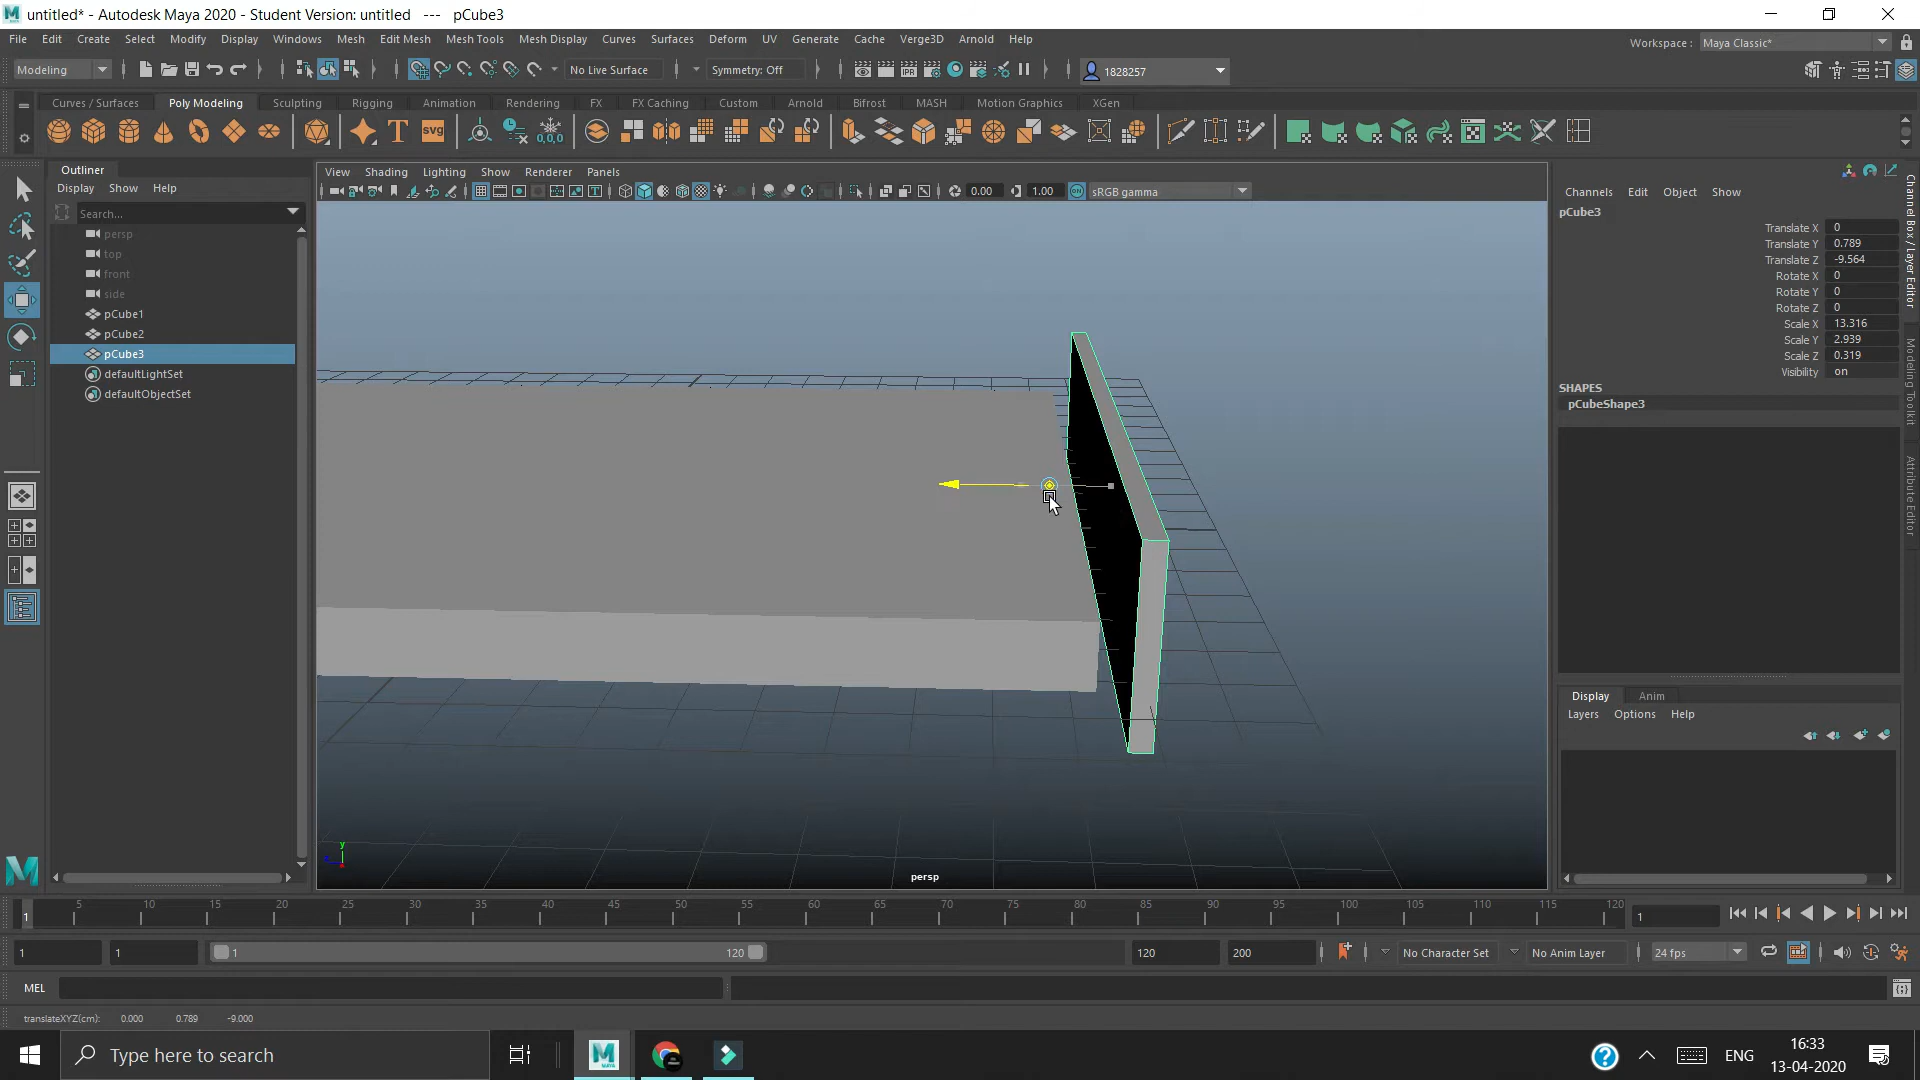 untitled* - Autodesk Maya 2020 - Student Version: untitled   ---   pCube3
File Edit Create Select Modify Display Windows Mesh Edit Mesh Mesh Tools Mesh Display Curves Surfaces Deform UV Generate Cache Verge3D Arnold Help
Workspace : Maya Classic*
Modeling No Live Surface Symmetry: Off IPR 1828257
Curves / Surfaces Poly Modeling Sculpting Rigging Animation Rendering FX FX Caching Custom Arnold Bifrost MASH Motion Graphics XGen
T svg 0,0,0
Outliner
Display Show Help
Search...
persp
top
front
side
pCube1
pCube2
pCube3
defaultLightSet
defaultObjectSet
View Shading Lighting Show Renderer Panels
0.00 1.00 ON sRGB gamma
y
persp
Channels Edit Object Show
pCube3
Translate X 0
Translate Y 0.789
Translate Z -9.564
Rotate X 0
Rotate Y 0
Rotate Z 0
Scale X 13.316
Scale Y 2.939
Scale Z 0.319
Visibility on
SHAPES
pCubeShape3
Display Anim
Layers Options Help
Channel Box / Layer Editor
Modeling Toolkit
Attribute Editor
1 5 10 15 20 25 30 35 40 45 50 55 60 65 70 75 80 85 90 95 100 105 110 115 120 1
1 1 1 120 120 200 No Character Set No Anim Layer 24 fps
MEL
translateXYZ(cm): 0.000 0.789 -9.000
Type here to search
MAYA
ENG
16:33
13-04-2020